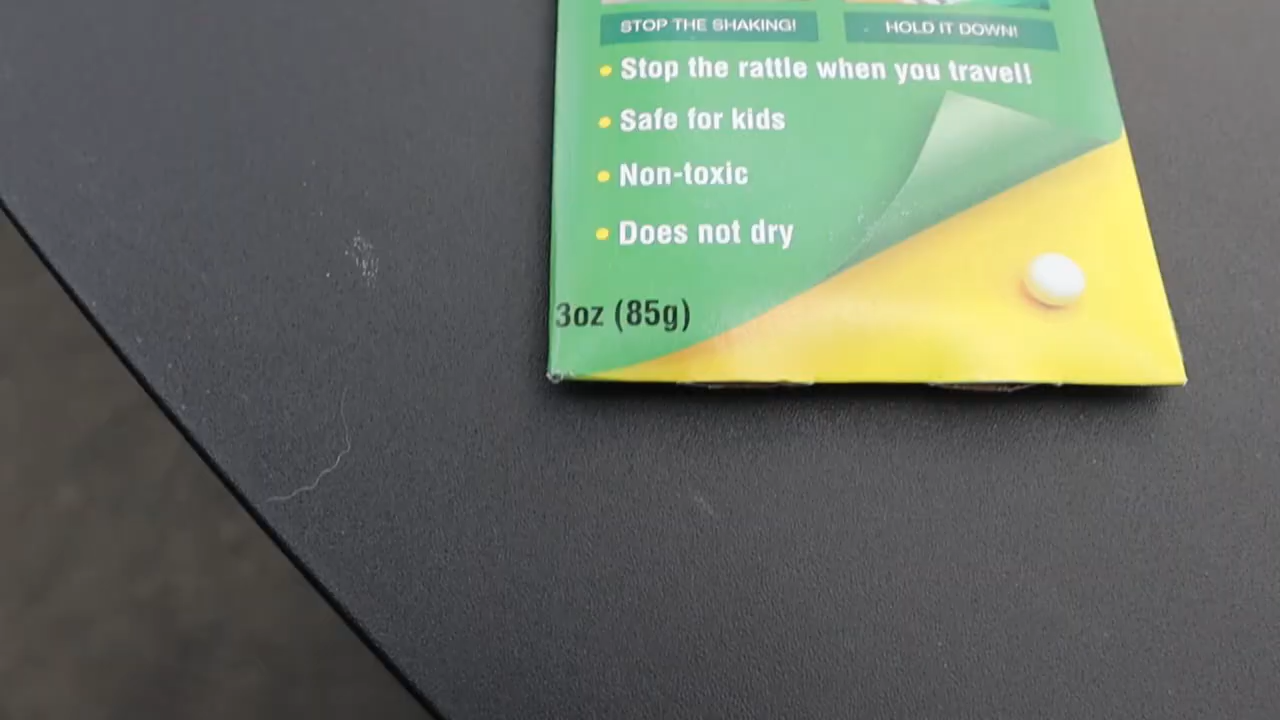 STOP THE SHAKING!
HOLD IT DOWN!
Stop the rattle when you travel!
Safe for kids
Non-toxic
Does not dry
3oz (85g)